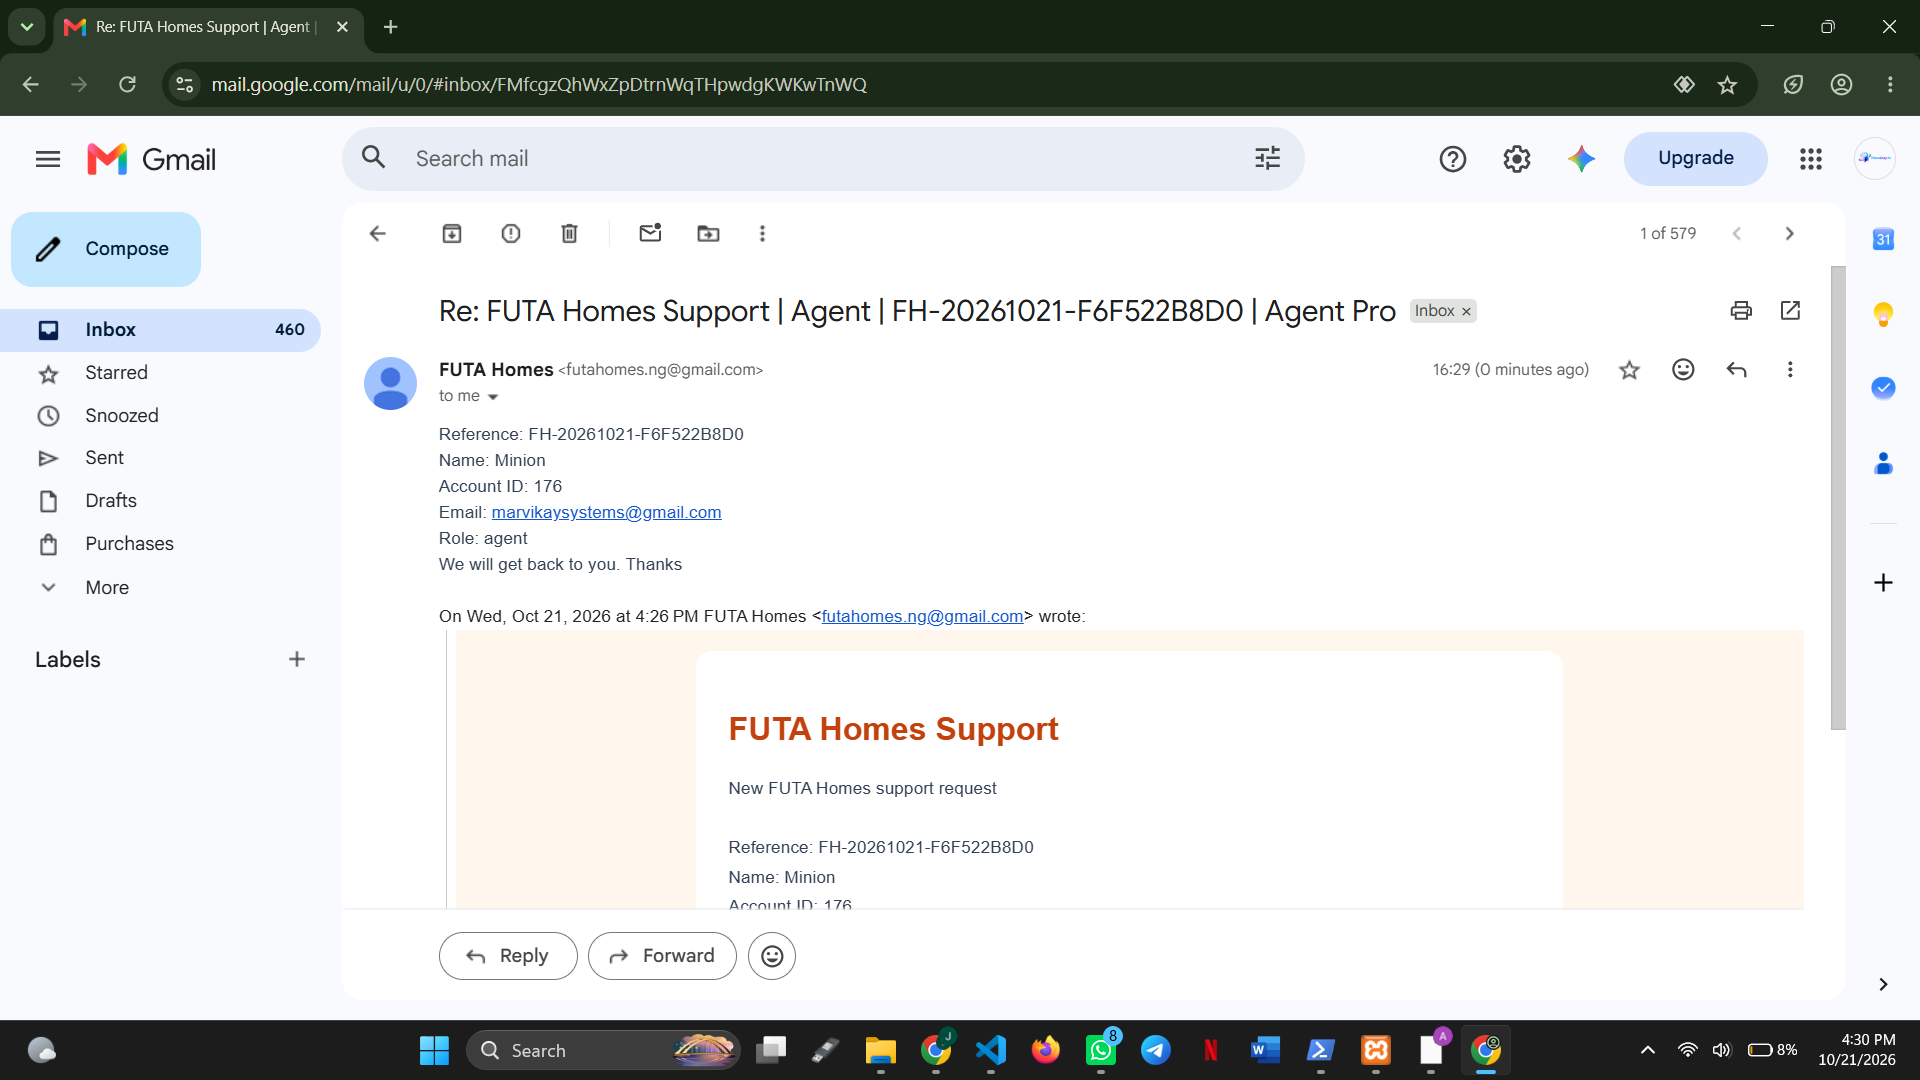 Re: FUTA Homes Support | Agent |
mail.google.com/mail/u/0/#inbox/FMfcgzQhWxZpDtrnWqTHpwdgKWKwTnWQ
Gmail
Search mail
Upgrade
Compose
1 of 579
31
Inbox 460
Starred
Snoozed
Sent
Drafts
Purchases
More
Labels
Re: FUTA Homes Support | Agent | FH-20261021-F6F522B8D0 | Agent Pro Inbox ×
FUTA Homes <futahomes.ng@gmail.com> 16:29 (0 minutes ago)
to me
Reference: FH-20261021-F6F522B8D0
Name: Minion
Account ID: 176
Email: marvikaysystems@gmail.com
Role: agent
We will get back to you. Thanks
On Wed, Oct 21, 2026 at 4:26 PM FUTA Homes <futahomes.ng@gmail.com> wrote:
FUTA Homes Support
New FUTA Homes support request
Reference: FH-20261021-F6F522B8D0
Name: Minion
Account ID: 176
Reply
Forward
Search
J
8
N
W
A
8%
4:30 PM
10/21/2026